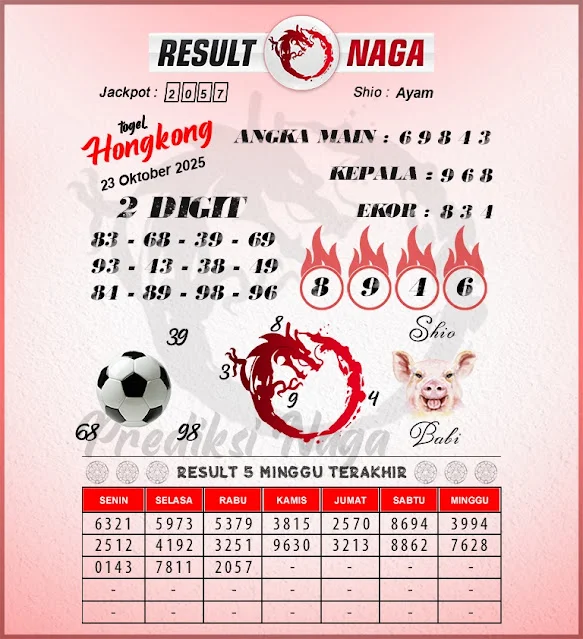 RESULT NAGA
Jackpot : 2057
Shio : Ayam
Togel
Hongkong
23 Oktober 2025
ANGKA MAIN : 6 9 8 4 3
KEPALA : 9 6 8
EKOR : 8 3 4
2 DIGIT
83 - 68 - 39 - 69
93 - 43 - 38 - 49
84 - 89 - 98 - 96
8 9 4 6
39
68
98
8
3
9
4
Shio
Babi
Prediksi Naga
RESULT 5 MINGGU TERAKHIR
SENIN SELASA RABU KAMIS JUMAT SABTU MINGGU
6321 5973 5379 3815 2570 8694 3994
2512 4192 3251 9630 3213 8862 7628
0143 7811 2057 - - - -
- - - - - - -
- - - - - - -